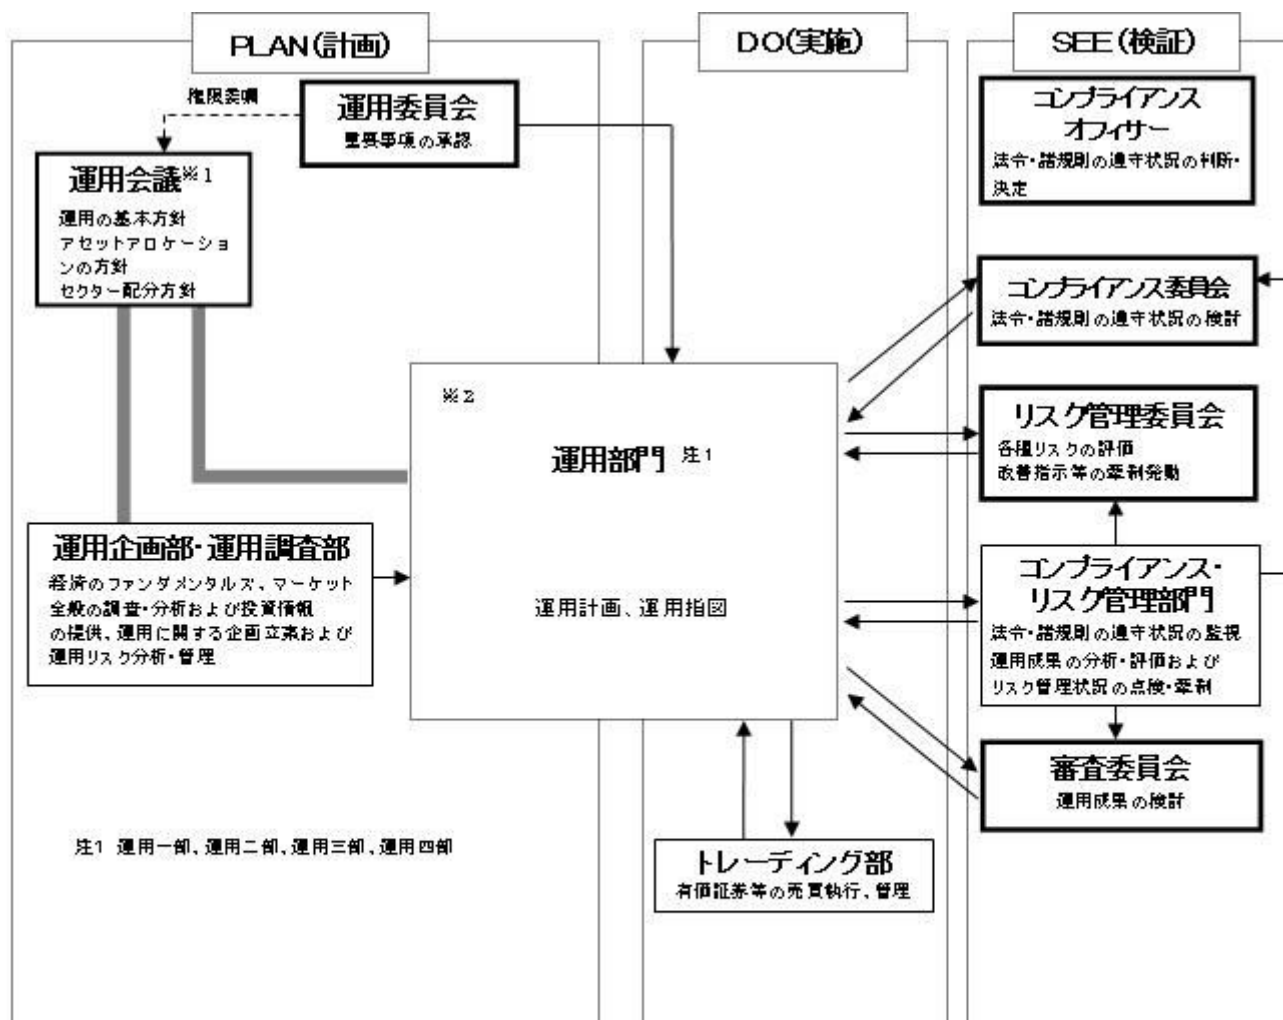 PLAN(計画)
権限委嘱
運用委員会
重要事項の承認
運用会議※1
運用の基本方針
アセットアロケーショ
ンの方針
セクター配分方針
運用企画部・運用調査部
経済のファンダメンタルズ、マーケット
全般の調査・分析および投資情報
の提供、運用に関する企画立案および
運用リスク分析・管理
注1 運用一部、運用二部、運用三部、運用四部
DO(実施)
※2
運用部門 注1
運用計画、運用指図
トレーディング部
有価証券等の売買執行、管理
SEE(検証)
コンプライアンス
オフィサー
法令・諸規則の遵守状況の判断・
決定
コンプライアンス委員会
法令・諸規則の遵守状況の検討
リスク管理委員会
各種リスクの評価
改善指示等の牽制発動
コンプライアンス・
リスク管理部門
法令・諸規則の遵守状況の監視
運用成果の分析・評価および
リスク管理状況の点検・牽制
審査委員会
運用成果の検討